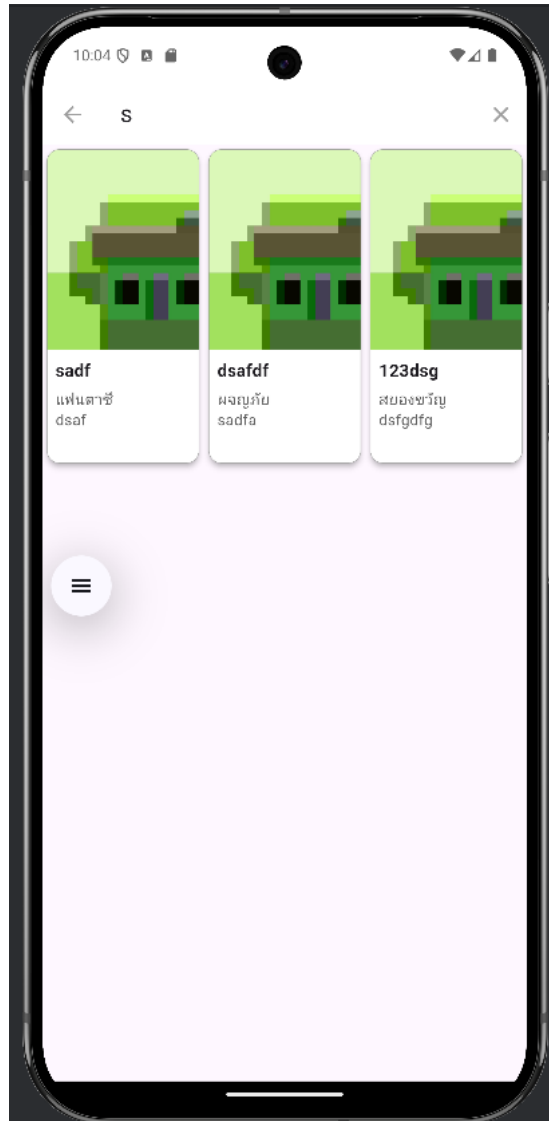 10:04
s
sadf
แฟนตาซี
dsaf
dsafdf
ผจญภัย
sadfa
123dsg
สยองขวัญ
dsfgdfg